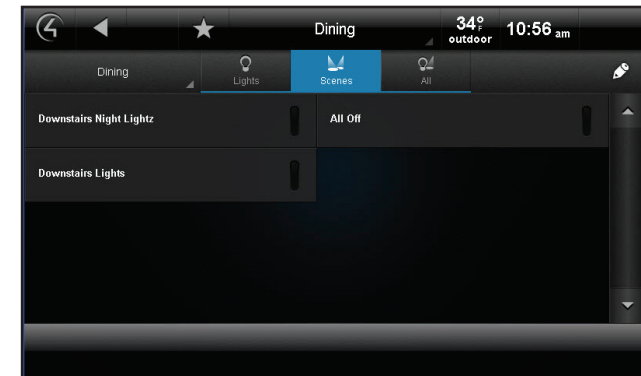 Dining
34°F
outdoor
10:56 am
Dining
Lights
Scenes
All
Downstairs Night Lightz
All Off
Downstairs Lights